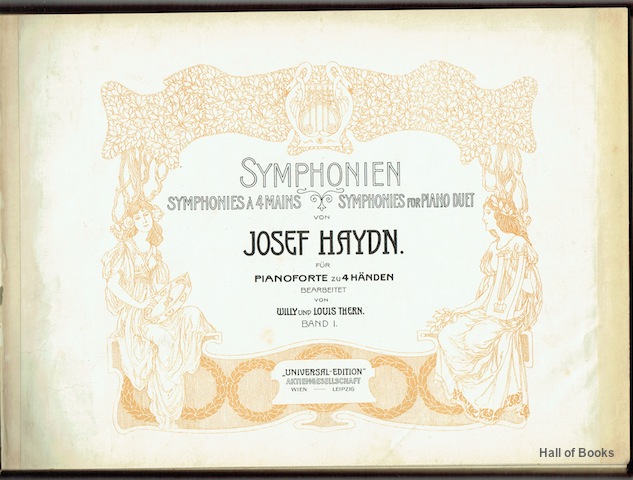 SYMPHONIEN
SYMPHONIES A 4 MAINS SYMPHONIES FOR PIANO DUET
VON
JOSEF HAYDN.
FÜR
PIANOFORTE ZU 4 HÄNDEN
BEARBEITET
VON
WILLY UND LOUIS THERN.
BAND I.
„UNIVERSAL-EDITION"
AKTIENGESELLSCHAFT
WIEN — LEIPZIG
Hall of Books